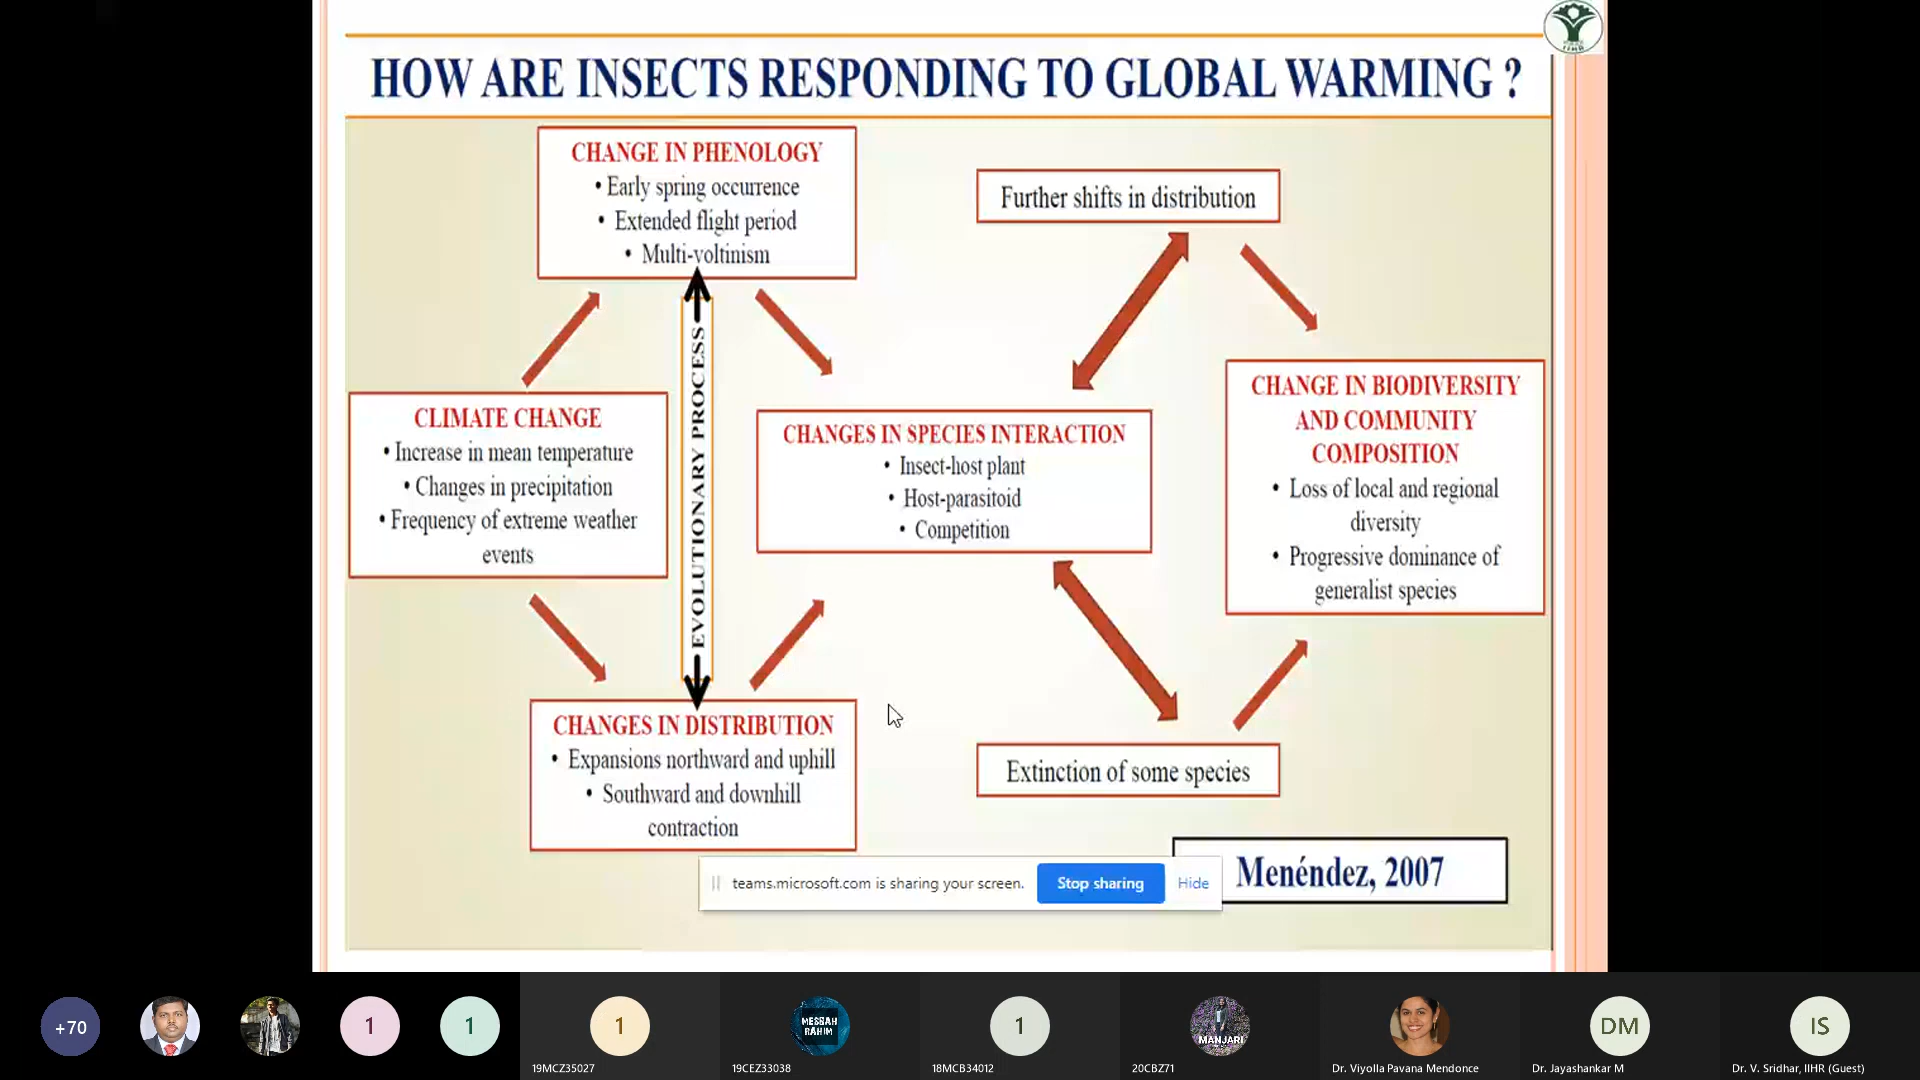 HOW ARE INSECTS RESPONDING TO GLOBAL WARMING ?
CHANGE IN PHENOLOGY
• Early spring occurrence
• Extended flight period
• Multi-voltinism
Further shifts in distribution
EVOLUTIONARY PROCESS
CLIMATE CHANGE
• Increase in mean temperature
• Changes in precipitation
• Frequency of extreme weather
events
CHANGES IN SPECIES INTERACTION
• Insect-host plant
• Host-parasitoid
• Competition
CHANGE IN BIODIVERSITY
AND COMMUNITY
COMPOSITION
• Loss of local and regional
diversity
• Progressive dominance of
generalist species
CHANGES IN DISTRIBUTION
• Expansions northward and uphill
• Southward and downhill
contraction
Extinction of some species
Menéndez, 2007
teams.microsoft.com is sharing your screen.
Stop sharing
Hide
+70
1
1
1
19MCZ35027
MESBAH
RAHIM
19CEZ33038
1
18MCB34012
MANJARI
20CBZ71
Dr. Viyolla Pavana Mendonce
DM
Dr. Jayashankar M
IS
Dr. V. Sridhar, IIHR (Guest)